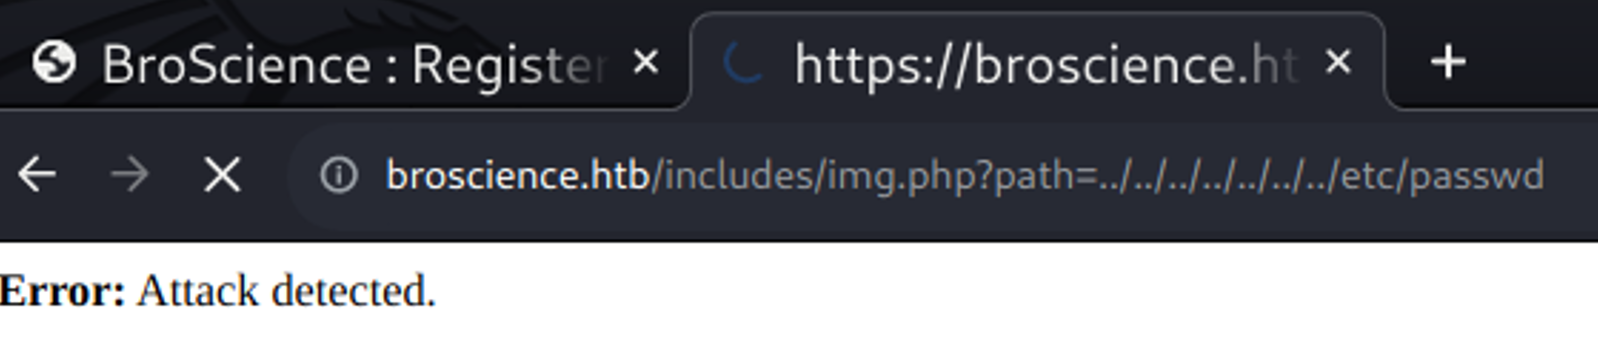 BroScience : Register
https://broscience.ht
broscience.htb/includes/img.php?path=../../../../../../../etc/passwd
Error: Attack detected.